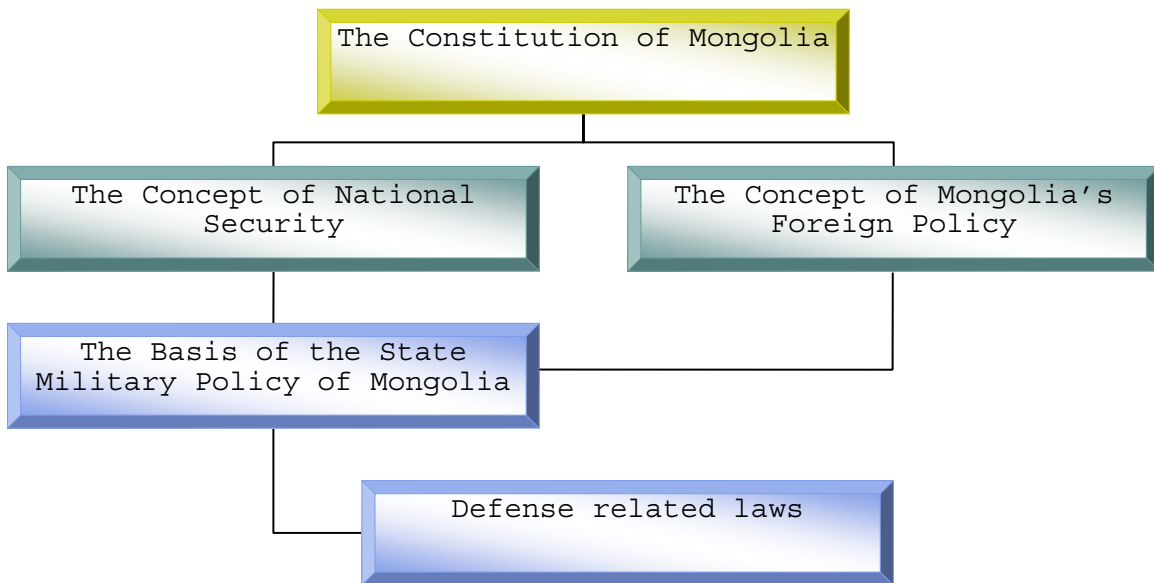 The Constitution of Mongolia
The Concept of National
Security
The Concept of Mongolia’s
Foreign Policy
The Basis of the State
Military Policy of Mongolia
Defense related laws